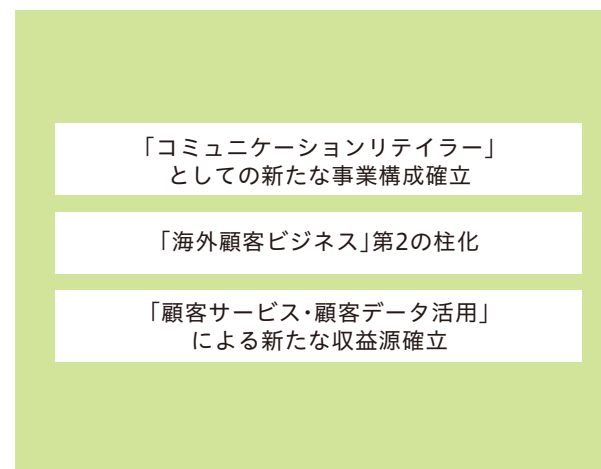 「コミュニケーションリテイラー」
としての新たな事業構成確立
「海外顧客ビジネス」第2の柱化
「顧客サービス・顧客データ活用」
による新たな収益源確立